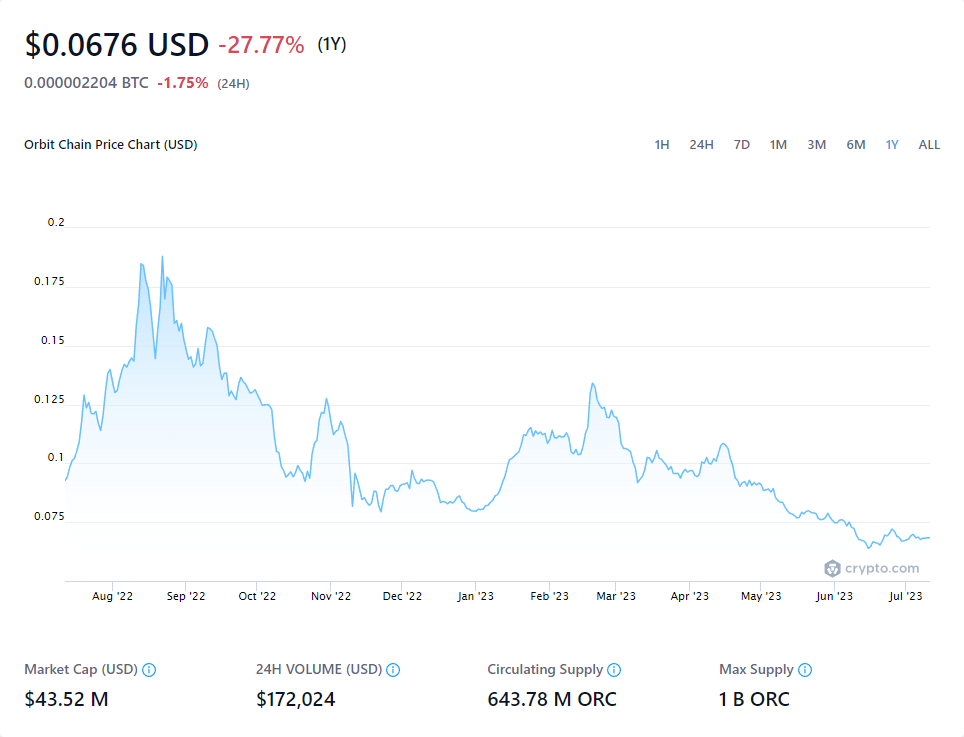 $0.0676 USD -27.77% (1Y)
0.000002204 BTC -1.75% (24H)
Orbit Chain Price Chart (USD) 1H 24H 7D 1M 3M 6M 1Y ALL
0.2
0.175
0.15
0.125
0.1
0.075
crypto.com
Aug '22 Sep '22 Oct '22 Nov '22 Dec '22 Jan '23 Feb '23 Mar '23 Apr '23 May '23 Jun '23 Jul '23
Market Cap (USD) 24H VOLUME (USD) Circulating Supply Max Supply
$43.52 M $172,024 643.78 M ORC 1 B ORC